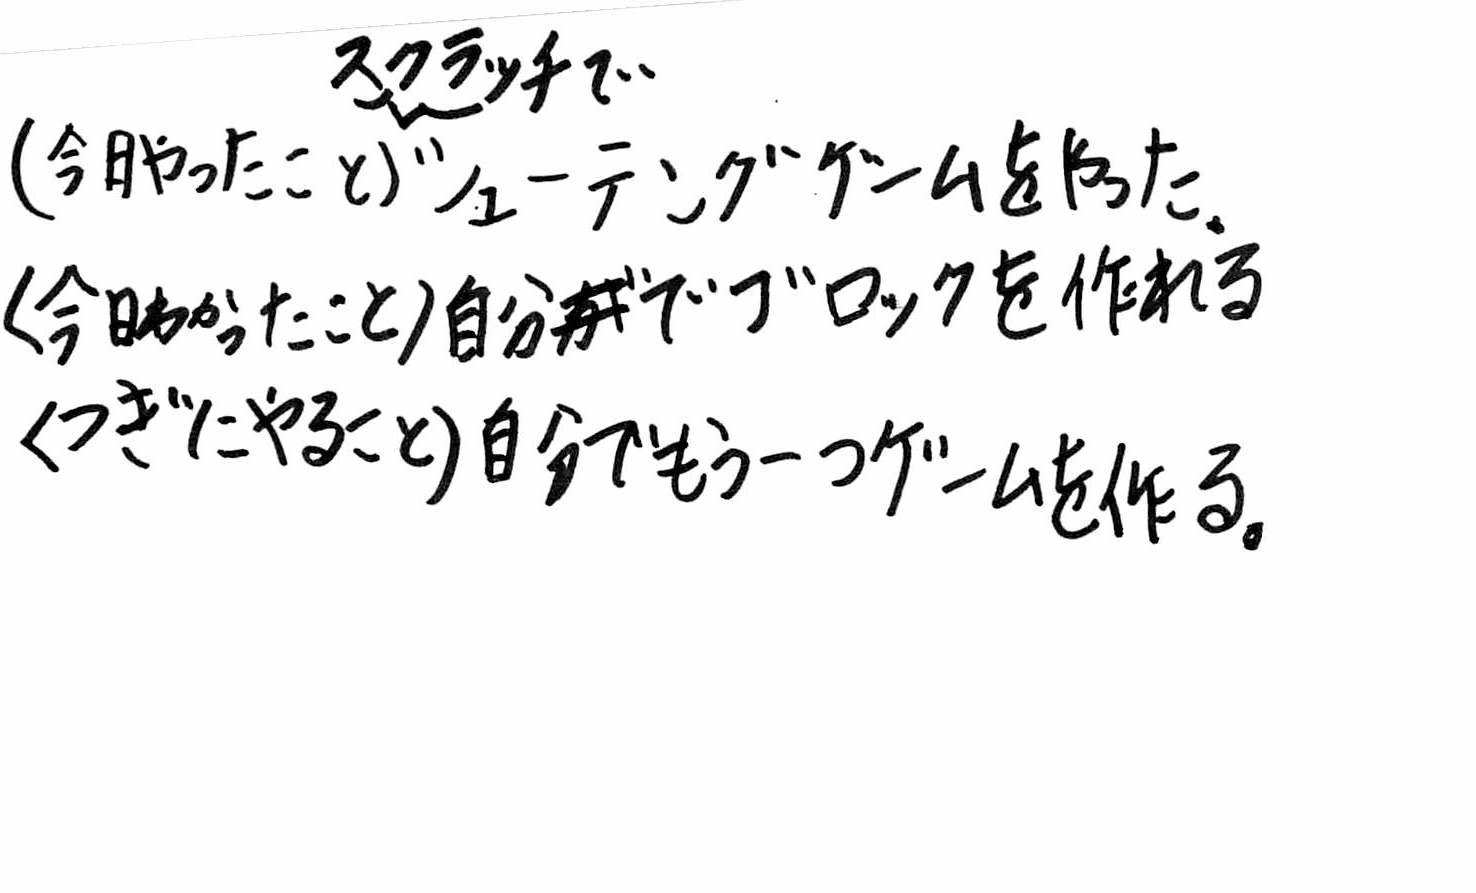 スクラッチで
(今日やったこと)シューティングゲームをやった。
(今日わかったこと)自分でブロックを作れる
(つぎにやること)自分でもう一つゲームを作る。